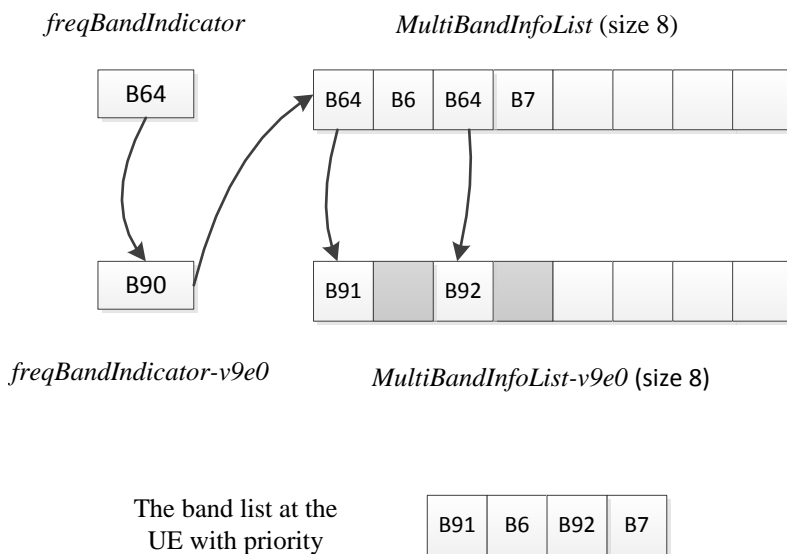 freqBandIndicator
MultiBandInfoList (size 8)
B64
B64 B6 B64 B7
B90
B91 B92
freqBandIndicator-v9e0
MultiBandInfoList-v9e0 (size 8)
The band list at the
UE with priority
B91 B6 B92 B7